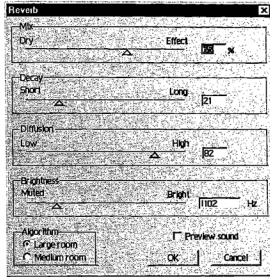 Reverb
Mix
Dry Effect
%
Decay
Short Long
21
Diffusion
Low High
82
Brightness
Muted Bright
Hz
Algorithm
Large room
Medium room
Preview sound
OK Cancel